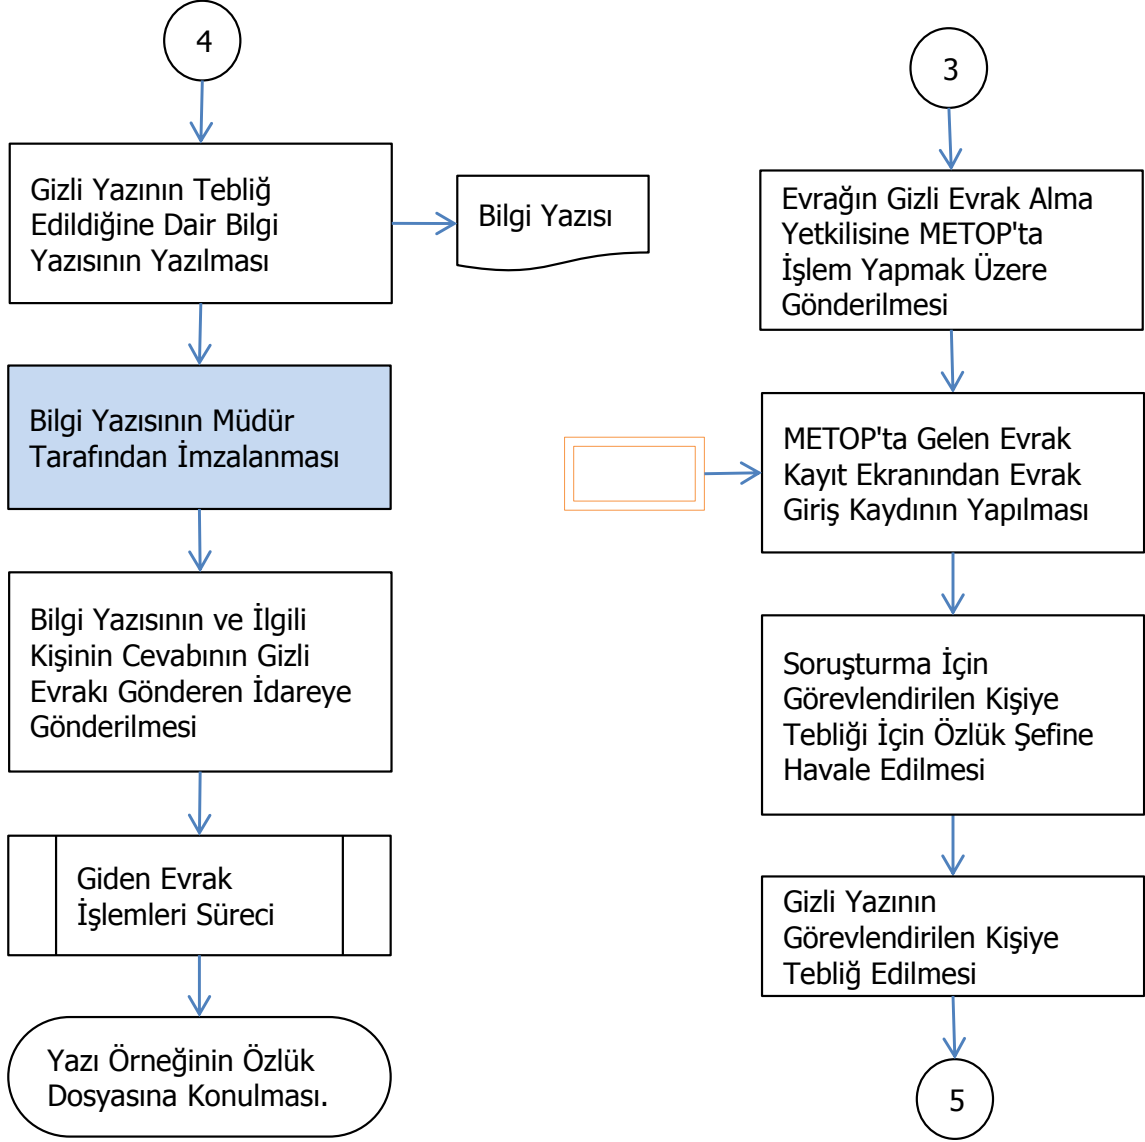 4
Gizli Yazının Tebliğ
Edildiğine Dair Bilgi
Yazısının Yazılması
Bilgi Yazısı
Bilgi Yazısının Müdür
Tarafından İmzalanması
Bilgi Yazısının ve İlgili
Kişinin Cevabının Gizli
Evrakı Gönderen İdareye
Gönderilmesi
Giden Evrak
İşlemleri Süreci
Yazı Örneğinin Özlük
Dosyasına Konulması.
3
Evrağın Gizli Evrak Alma
Yetkilisine METOP'ta
İşlem Yapmak Üzere
Gönderilmesi
METOP'ta Gelen Evrak
Kayıt Ekranından Evrak
Giriş Kaydının Yapılması
Soruşturma İçin
Görevlendirilen Kişiye
Tebliği İçin Özlük Şefine
Havale Edilmesi
Gizli Yazının
Görevlendirilen Kişiye
Tebliğ Edilmesi
5